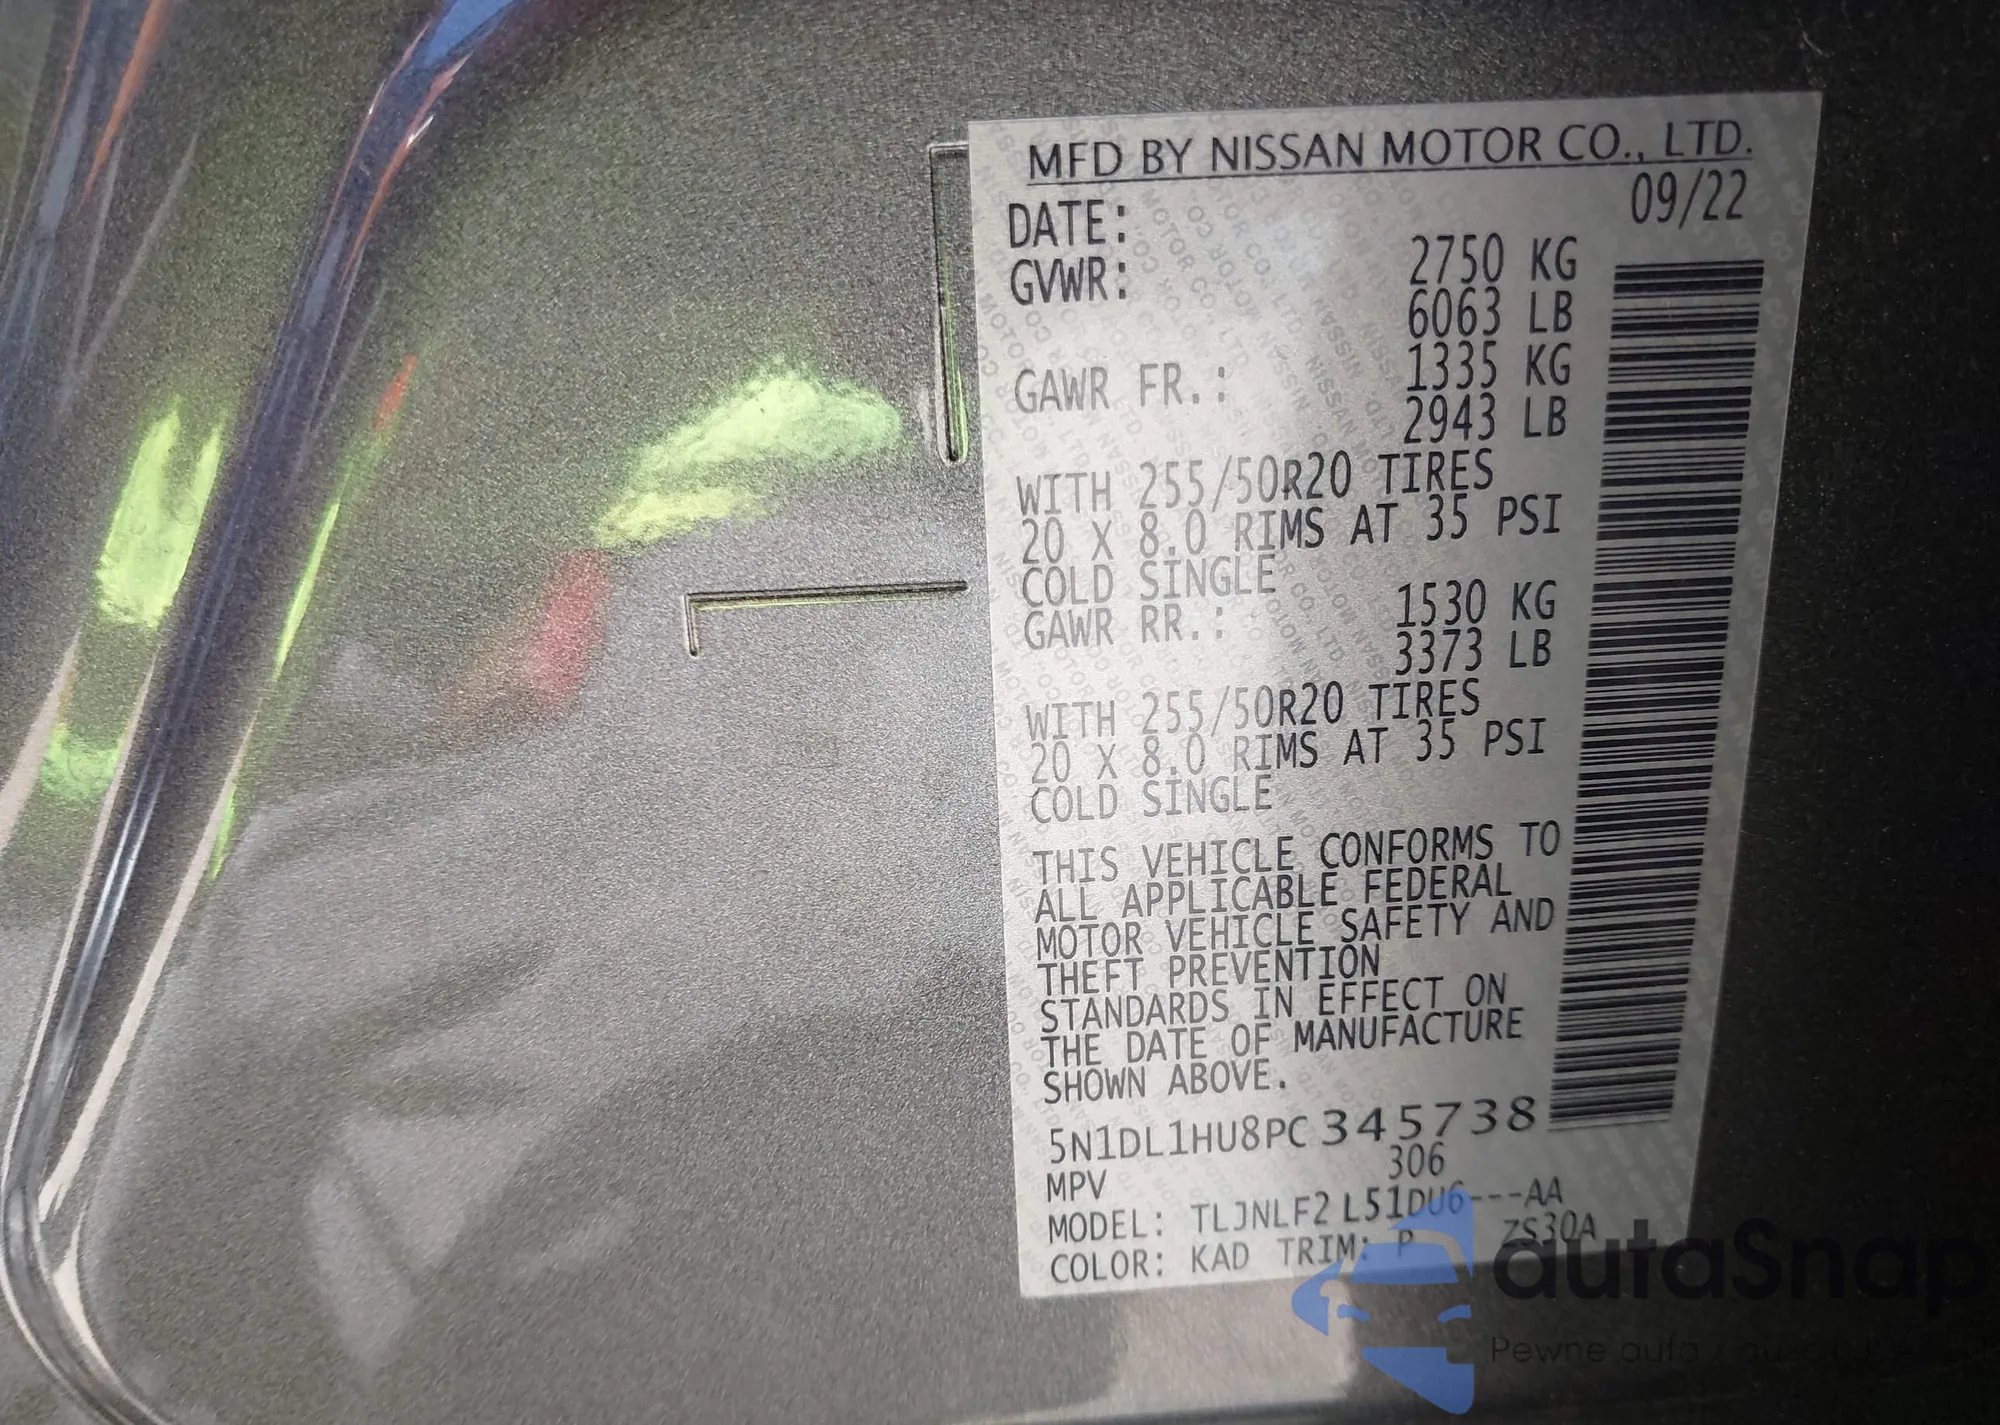 MFD BY NISSAN MOTOR CO., LTD.
DATE: 09/22
GVWR: 2750 KG
6063 LB
GAWR FR.: 1335 KG
2943 LB
WITH 255/50R20 TIRES
20 X 8.0 RIMS AT 35 PSI
COLD SINGLE
GAWR RR.: 1530 KG
3373 LB
WITH 255/50R20 TIRES
20 X 8.0 RIMS AT 35 PSI
COLD SINGLE
THIS VEHICLE CONFORMS TO
ALL APPLICABLE FEDERAL
MOTOR VEHICLE SAFETY AND
THEFT PREVENTION
STANDARDS IN EFFECT ON
THE DATE OF MANUFACTURE
SHOWN ABOVE.
5N1DL1HU8PC345738
MPV 306
MODEL: TLJNLF2 L51DU6---AA
COLOR: KAD TRIM: P ZS30A
autaSnap
Pewne auta z